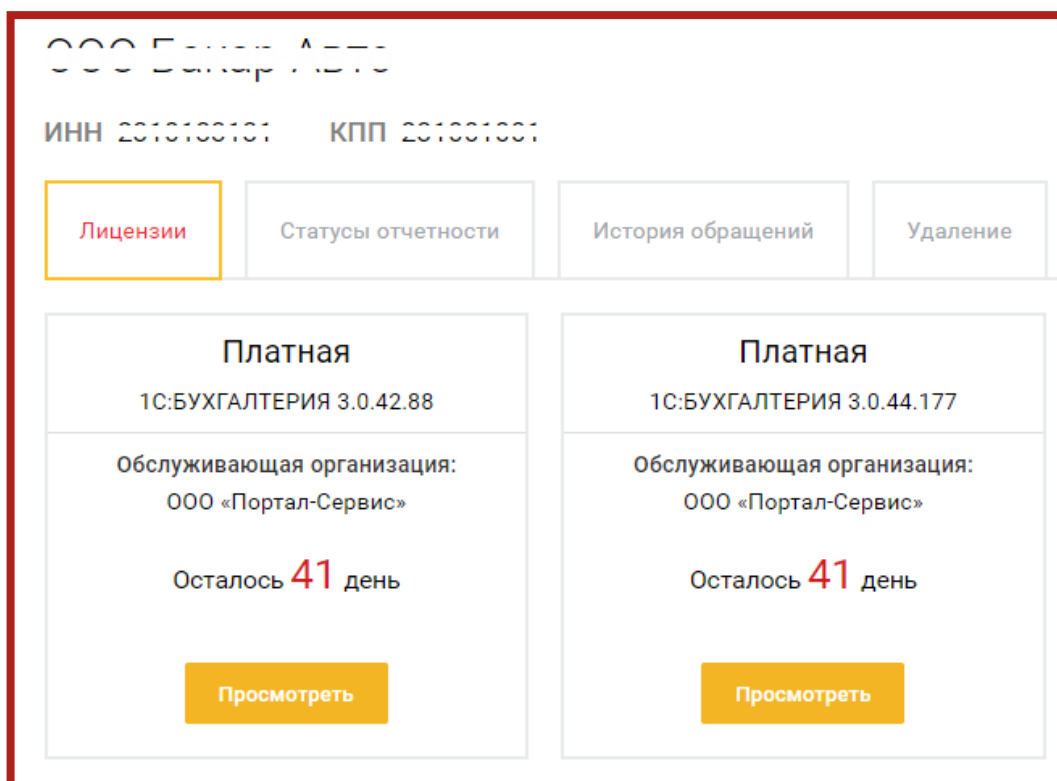 ИНН КПП
Лицензии Статусы отчетности История обращений Удаление
Платная
1С:БУХГАЛТЕРИЯ 3.0.42.88
Обслуживающая организация:
ООО «Портал-Сервис»
Осталось 41 день
Просмотреть
Платная
1С:БУХГАЛТЕРИЯ 3.0.44.177
Обслуживающая организация:
ООО «Портал-Сервис»
Осталось 41 день
Просмотреть